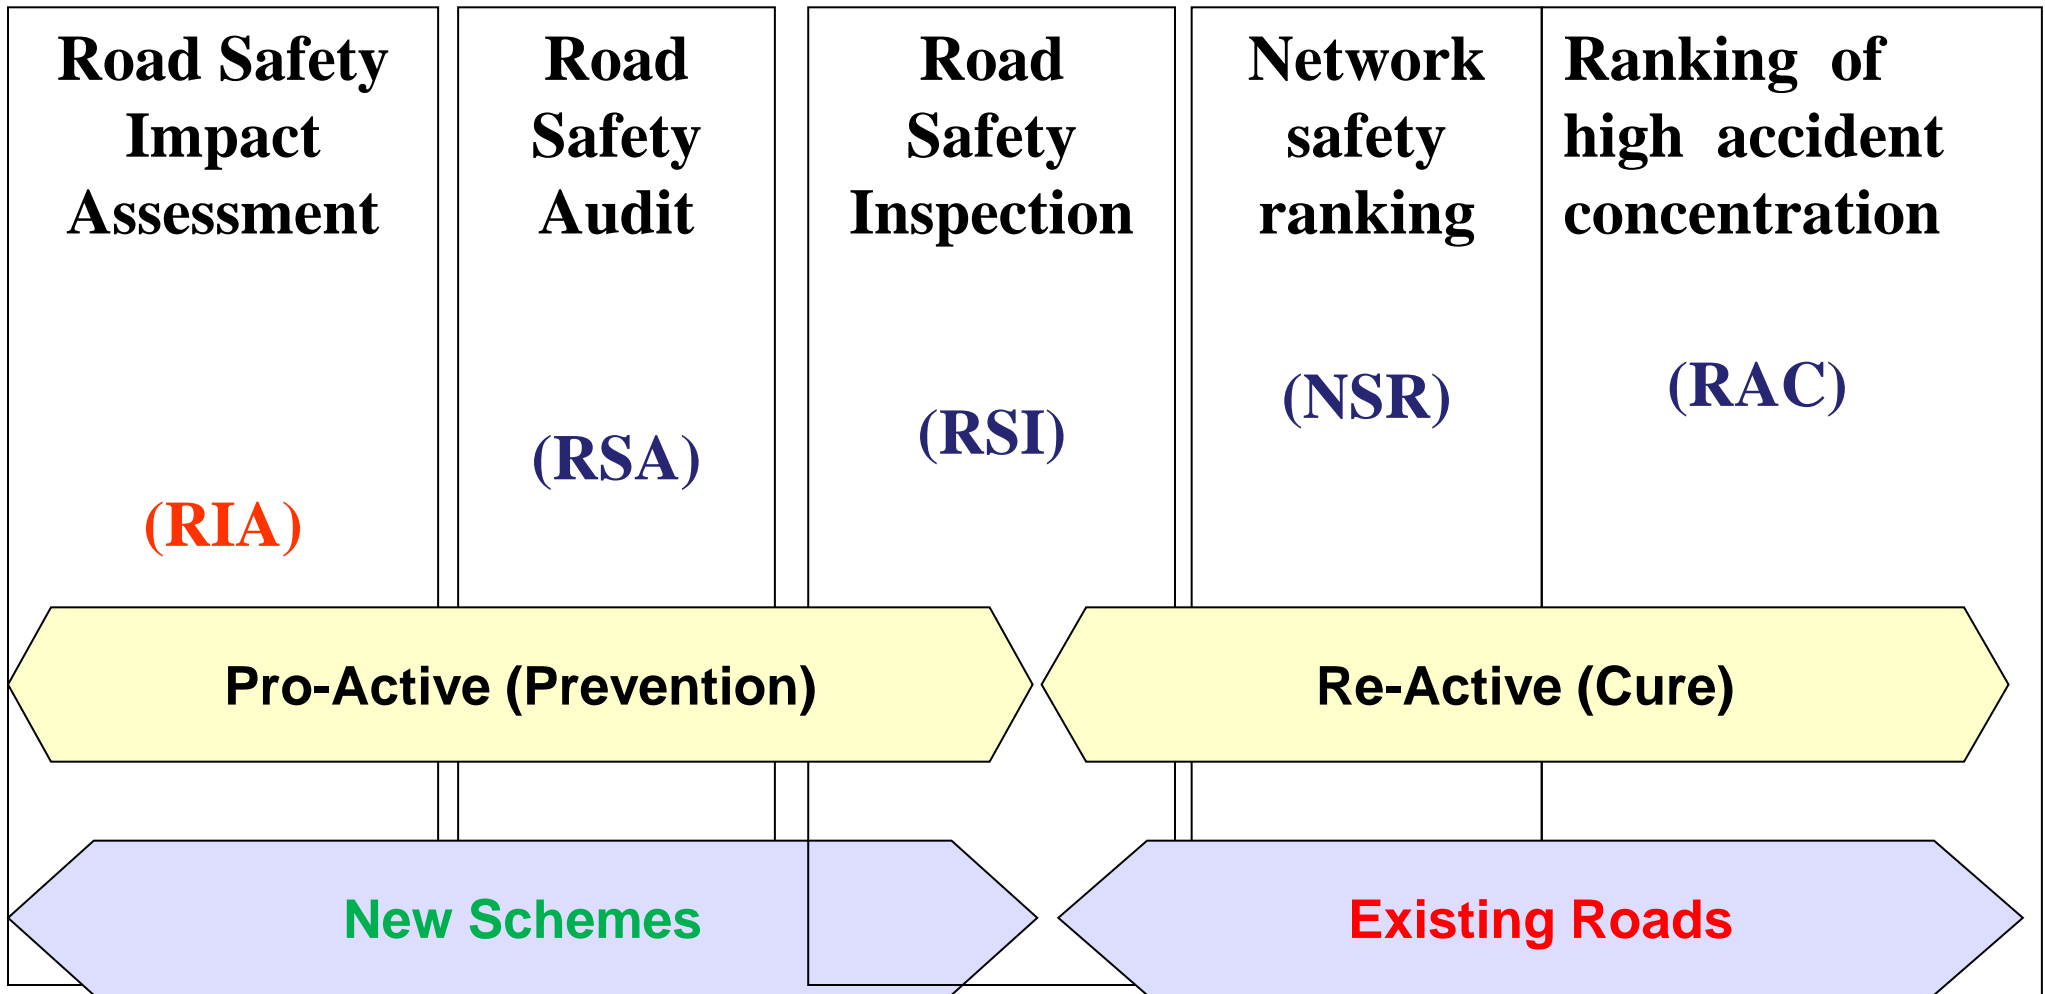 Road Safety
Impact
Assessment
(RIA)
Road
Safety
Audit
(RSA)
Road
Safety
Inspection
(RSI)
Network
safety
ranking
(NSR)
Ranking of
high accident
concentration
(RAC)
Pro-Active (Prevention)
Re-Active (Cure)
New Schemes
Existing Roads